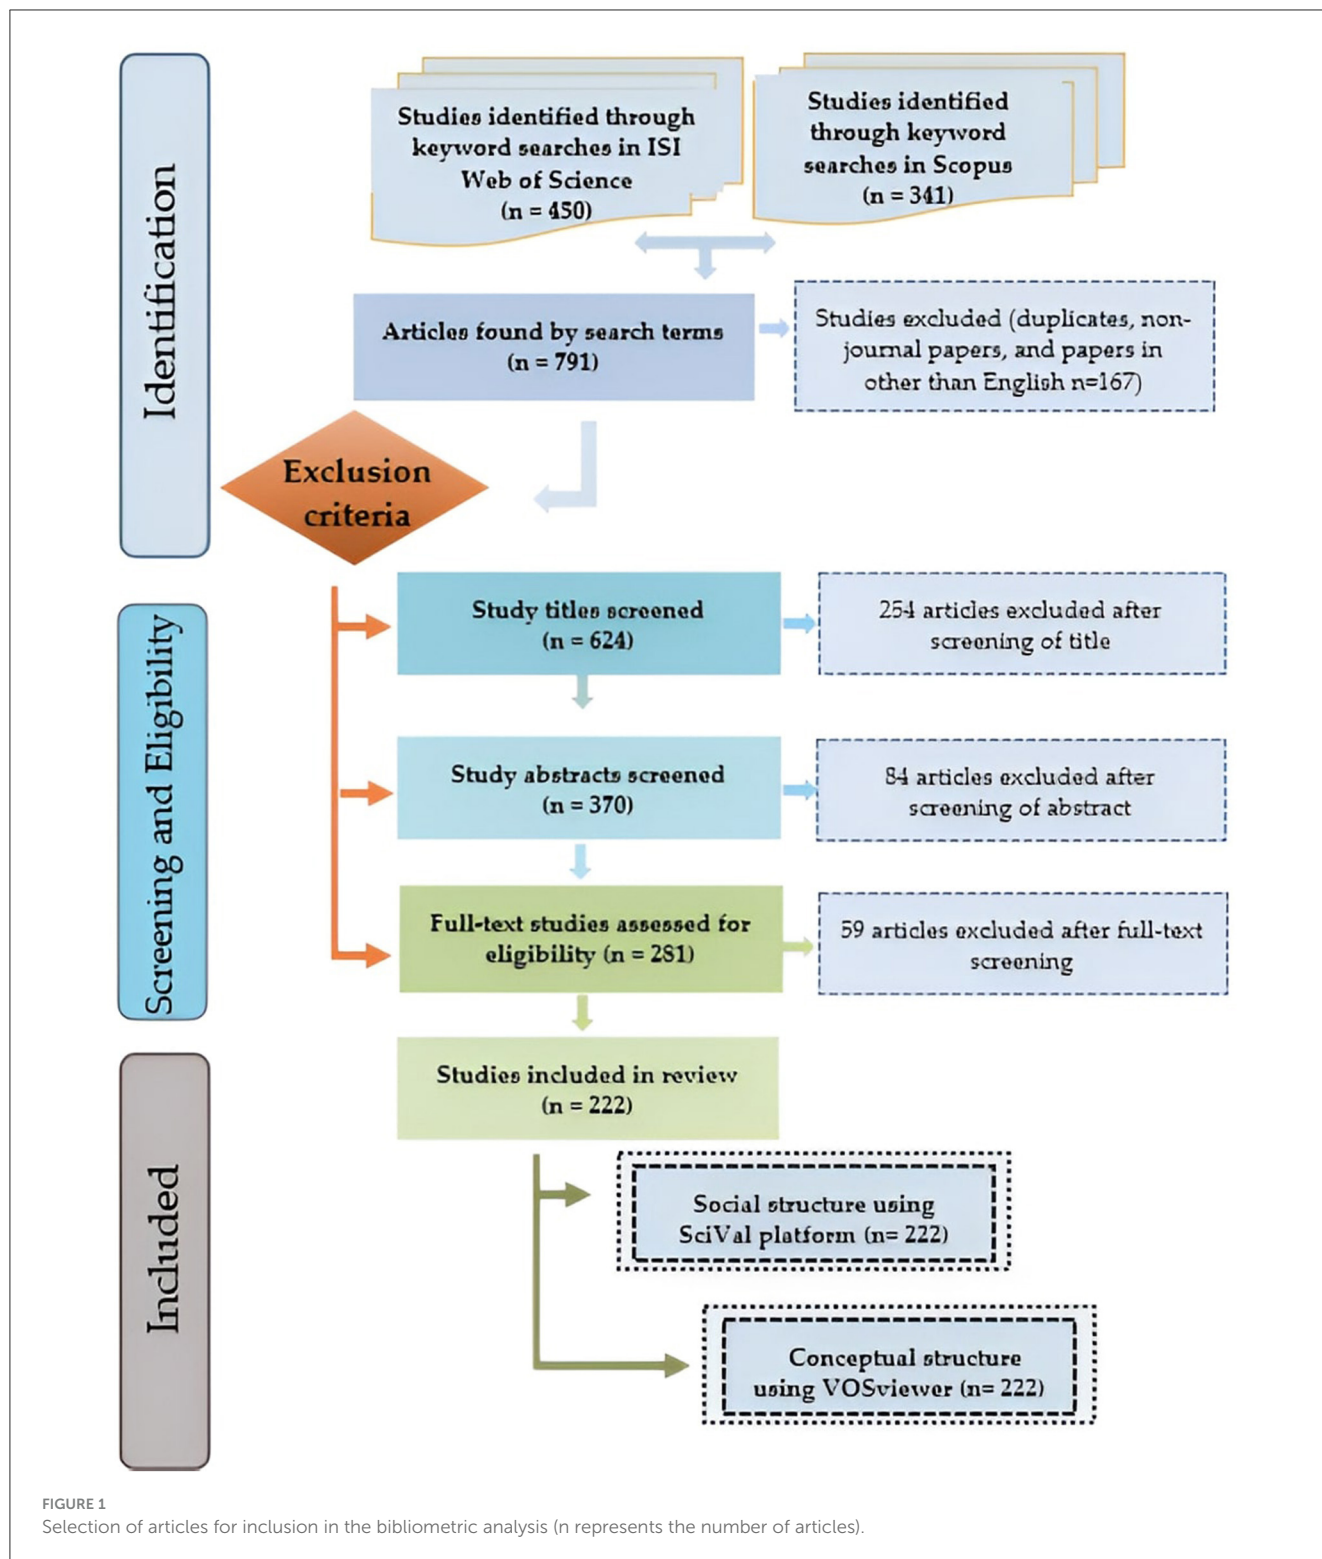 Identification
Studies identified through
keyword searches in ISI
Web of Science
(n = 450)
Studies identified
through keyword
searches in Scopus
(n = 341)
Articles found by search terms
(n = 791)
Studies excluded (duplicates, non-
journal papers, and papers in
other than English n=167)
Exclusion
criteria
Screening and Eligibility
Study titles screened
(n = 624)
254 articles excluded after
screening of title
Study abstracts screened
(n = 370)
84 articles excluded after
screening of abstract
Full-text studies assessed for
eligibility (n = 281)
59 articles excluded after full-text
screening
Included
Studies included in review
(n = 222)
Social structure using
SciVal platform (n= 222)
Conceptual structure
using VOSviewer (n= 222)
FIGURE 1
Selection of articles for inclusion in the bibliometric analysis (n represents the number of articles).